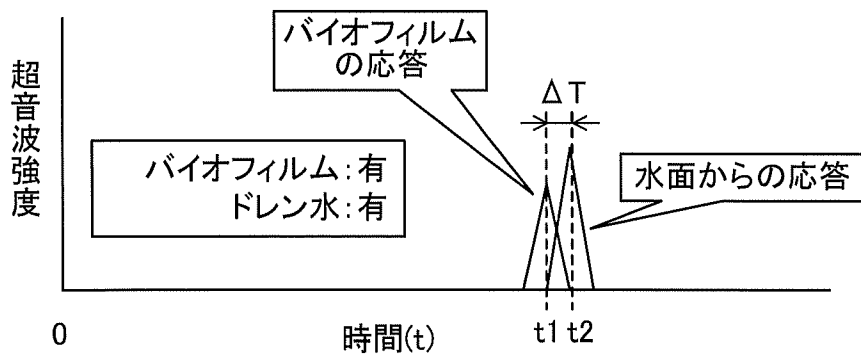 超音波強度
バイオフィルム
の応答
ΔT
バイオフィルム:有
ドレン水:有
水面からの応答
0
時間(t)
t1
t2